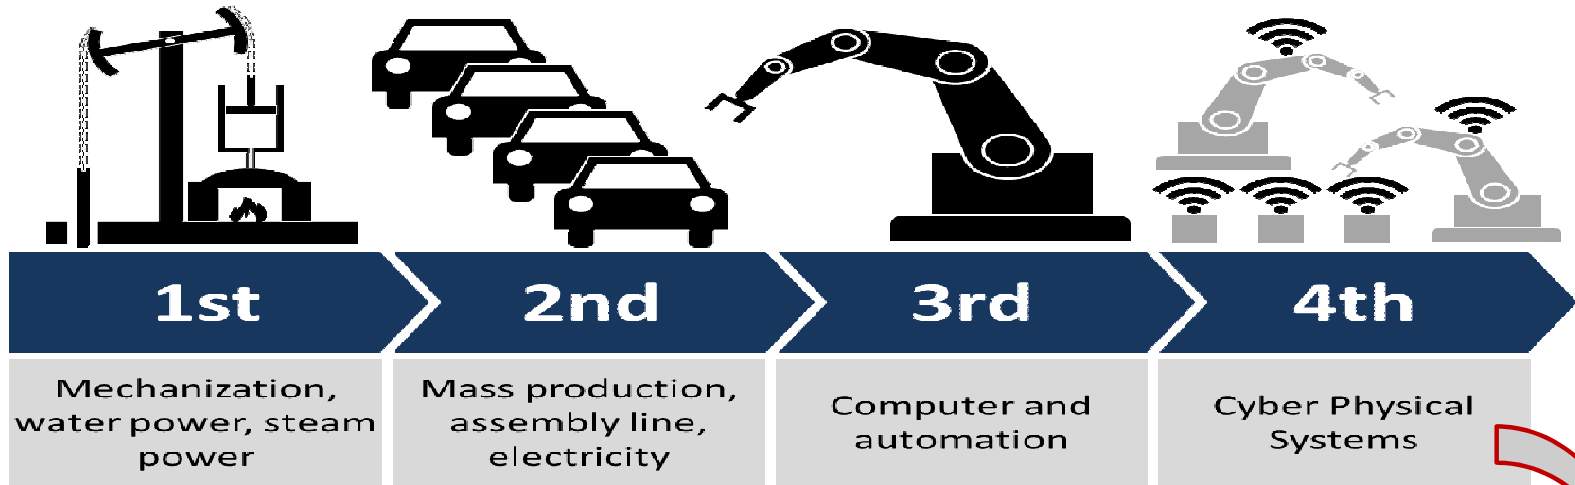 1st
2nd
3rd
4th
Mechanization,
water power, steam
power
Mass production,
assembly line,
electricity
Computer and
automation
Cyber Physical
Systems